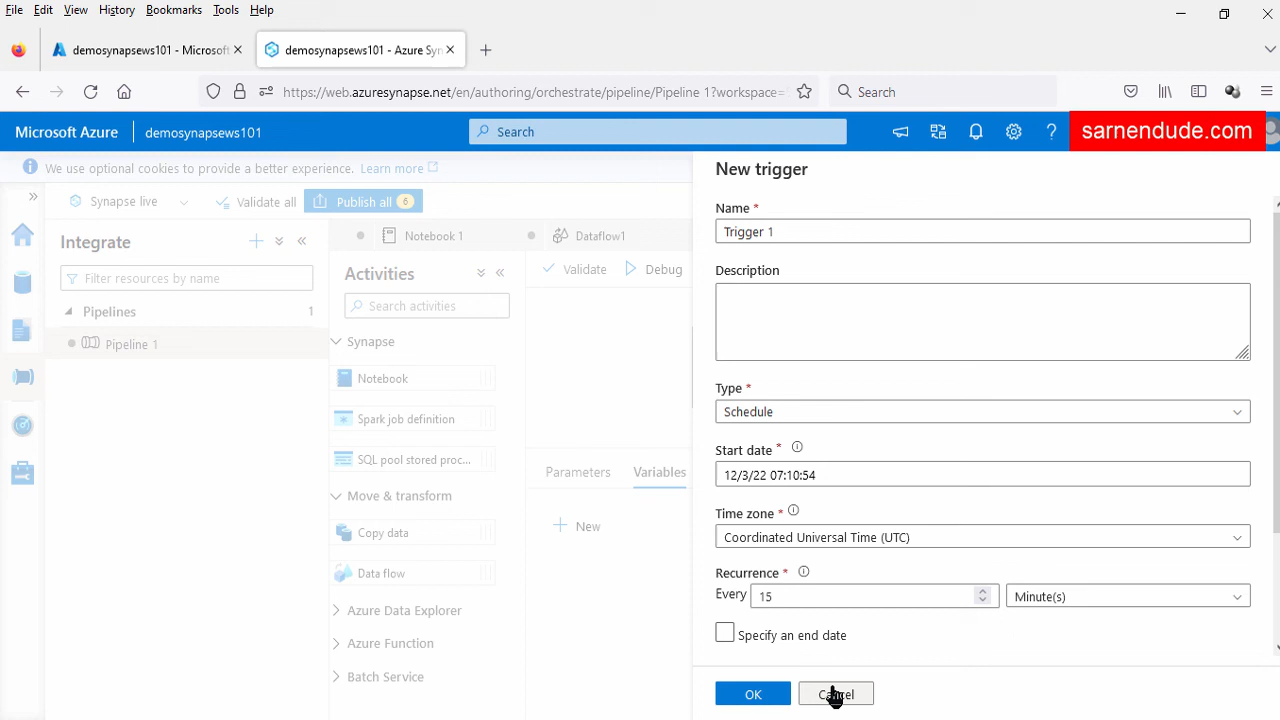 File Edit View History Bookmarks Tools Help
demosynapsews101 - Microsoft
demosynapsews101 - Azure Syn
https://web.azuresynapse.net/en/authoring/orchestrate/pipeline/Pipeline 1?workspace=
Search
Microsoft Azure
demosynapsews101
Search
sarnendude.com
We use optional cookies to provide a better experience. Learn more
Synapse live
Validate all
Publish all 6
Integrate
Filter resources by name
Pipelines 1
Pipeline 1
Notebook 1
Dataflow1
Activities
Validate
Debug
Search activities
Synapse
Notebook
Spark job definition
SQL pool stored proc...
Move & transform
Copy data
Data flow
Azure Data Explorer
Azure Function
Batch Service
Parameters
Variables
New
New trigger
Name *
Trigger 1
Description
Type *
Schedule
Start date *
12/3/22 07:10:54
Time zone *
Coordinated Universal Time (UTC)
Recurrence *
Every 15 Minute(s)
Specify an end date
OK
Cancel